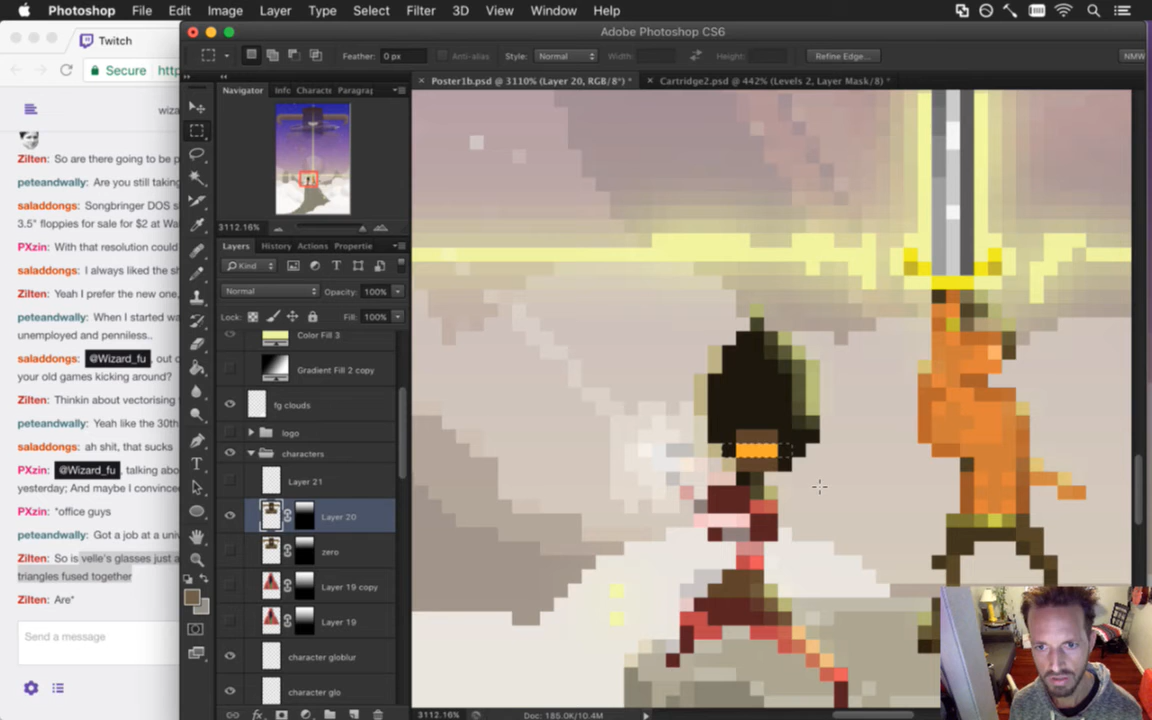 Photoshop File Edit Image Layer Type Select Filter 3D View Window Help
Adobe Photoshop CS6
Twitch
Feather: 0 px Anti-alias Style: Normal Width: Height: Refine Edge...
Secure
Poster1b.psd @ 3110% (Layer 20, RGB/8*) *
Cartridge2.psd @ 442% (Levels 2, Layer Mask/8) *
Navigator Info
3112.16%
Layers History Actions
Kind
Normal Opacity: 100%
Lock: Fill: 100%
Color Fill 3
Gradient Fill 2 copy
fg clouds
logo
characters
Layer 21
Layer 20
zero
Layer 19 copy
Layer 19
character globlur
character glo
3112.16% Doc: 185.0K/10.4M
Zilten: So are there going to be
peteandwally: Are you still taking
saladdongs: Songbringer DOS
3.5" floppies for sale for $2 at
PXzin: With that resolution could
saladdongs: I always liked the
Zilten: Yeah I prefer the new one,
peteandwally: When I started
unemployed and penniless..
saladdongs: @Wizard_fu , out
your old games kicking around?
Zilten: Thinkin about vectorising
peteandwally: Yeah like the 30th
saladdongs: ah shit, that sucks
PXzin: @Wizard_fu , talking
yesterday; And maybe I
PXzin: *office guys
peteandwally: Got a job at a
Zilten: So is velle's glasses just
triangles fused together
Zilten: Are*
Send a message